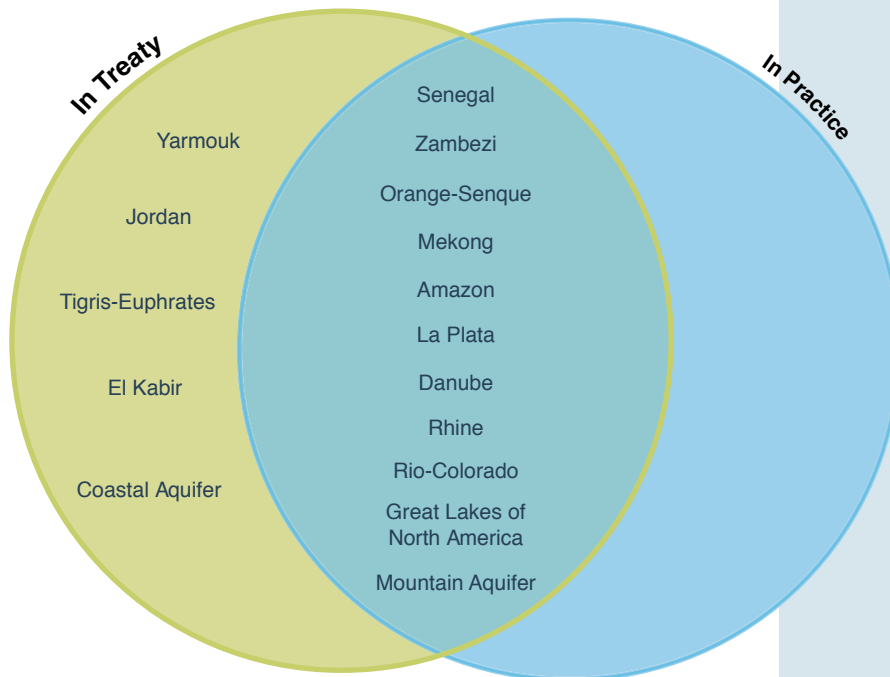 In Treaty
In Practice
Yarmouk
Jordan
Tigris-Euphrates
El Kabir
Coastal Aquifer
Senegal
Zambezi
Orange-Senque
Mekong
Amazon
La Plata
Danube
Rhine
Rio-Colorado
Great Lakes of
North America
Mountain Aquifer